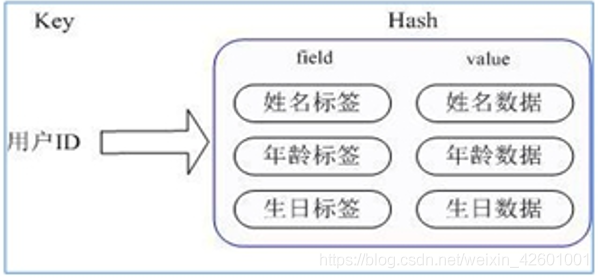 Key Hash
field value
姓名标签 姓名数据
用户ID 年龄标签 年龄数据
生日标签 生日数据
https://blog.csdn.net/weixin_42601001